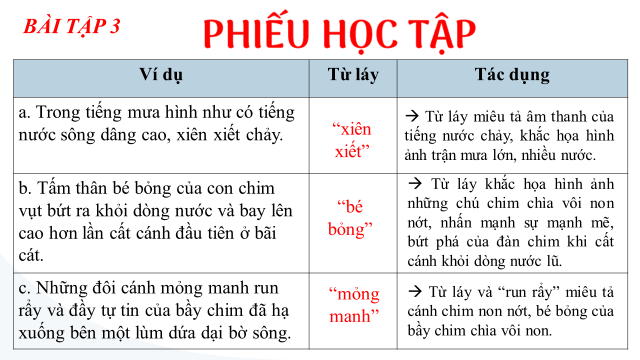 BÀI TẬP 3
PHIẾU HỌC TẬP
Ví dụ
Từ láy
Tác dụng
a. Trong tiếng mưa hình như có tiếng
nước sông dâng cao, xiên xiết chảy.
“xiên
xiết”
→ Từ láy miêu tả âm thanh của
tiếng nước chảy, khắc họa hình
ảnh trận mưa lớn, nhiều nước.
b. Tấm thân bé bỏng của con chim
vụt bứt ra khỏi dòng nước và bay lên
cao hơn lần cất cánh đầu tiên ở bãi
cát.
“bé
bỏng”
→ Từ láy khắc họa hình ảnh
những chú chim chìa vôi non
nớt, nhấn mạnh sự mạnh mẽ,
bứt phá của đàn chim khi cất
cánh khỏi dòng nước lũ.
c. Những đôi cánh mỏng manh run
rẩy và đầy tự tin của bầy chim đã hạ
xuống bên một lùm dứa dại bờ sông.
“mỏng
manh”
→ Từ láy và “run rẩy” miêu tả
cánh chim non nớt, bé bỏng của
bầy chim chìa vôi non.